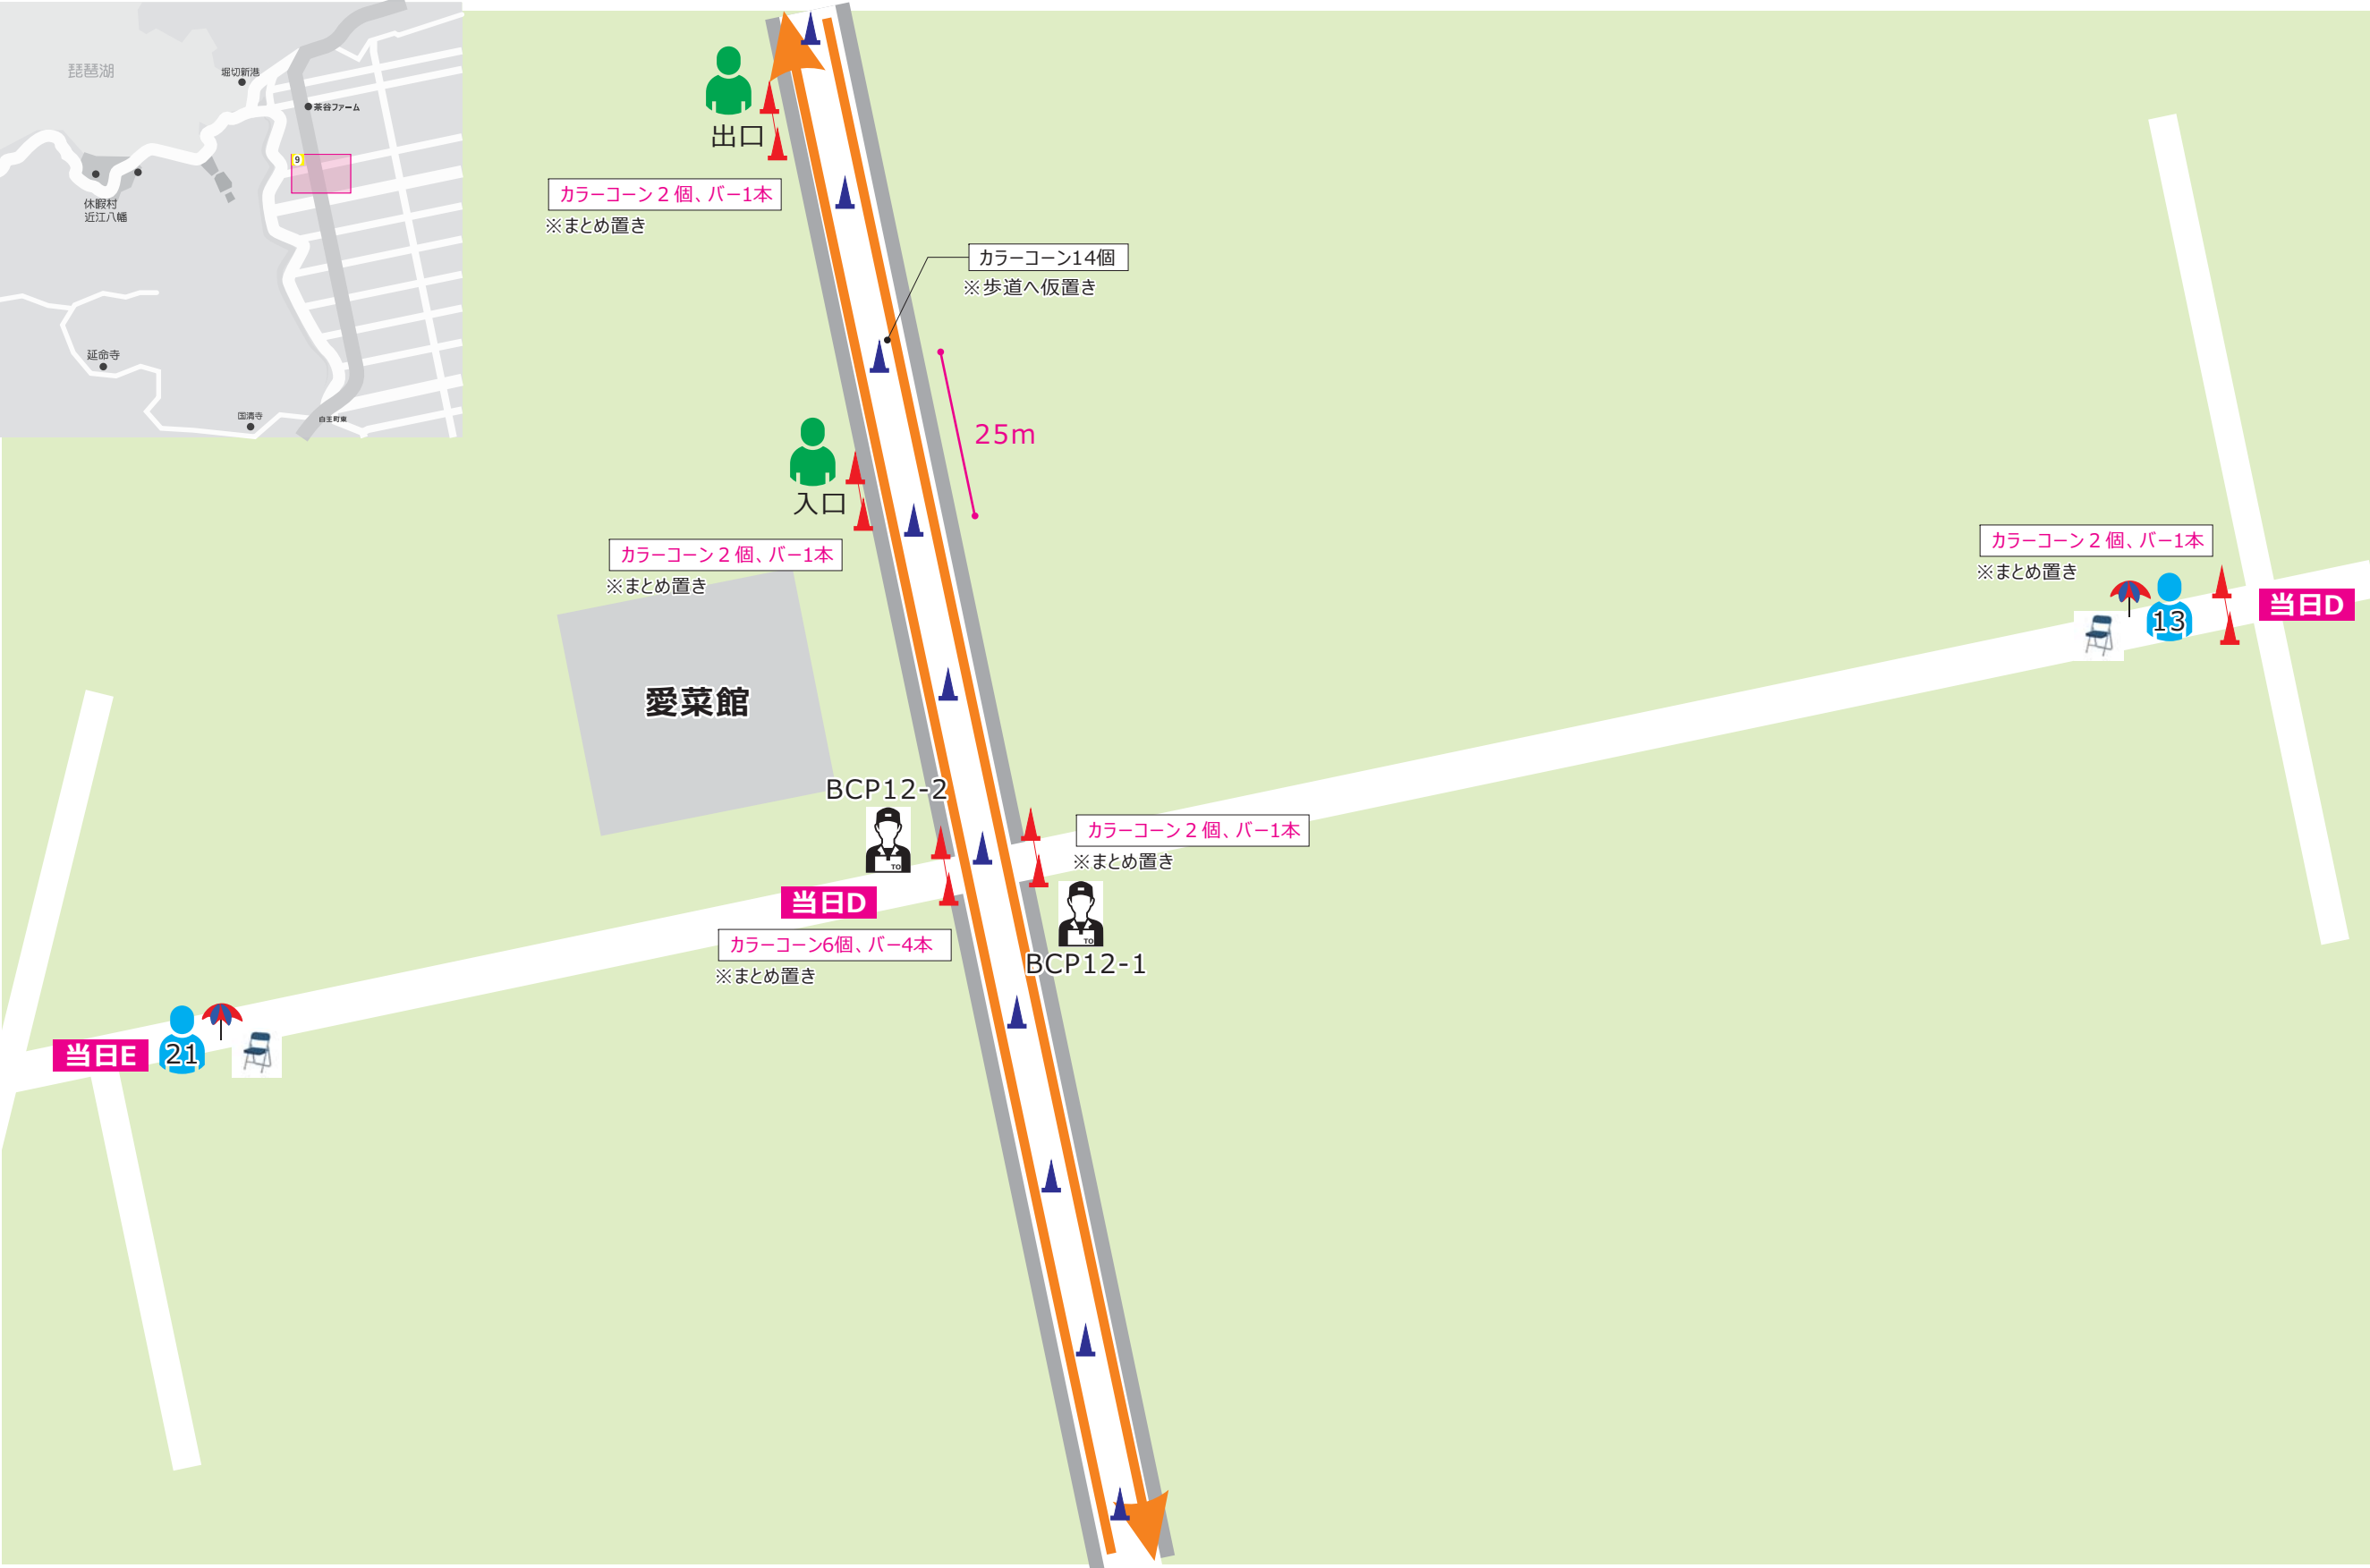 琵琶湖
堀切新港
茶谷ファーム
9
休暇村
近江八幡
延命寺
国清寺
白王町東
出口
カラーコーン2個、バー1本
※まとめ置き
カラーコーン14個
※歩道へ仮置き
25m
入口
カラーコーン2個、バー1本
※まとめ置き
カラーコーン2個、バー1本
※まとめ置き
13
当日D
愛菜館
BCP12-2
TO
カラーコーン2個、バー1本
※まとめ置き
当日D
TO
BCP12-1
カラーコーン6個、バー4本
※まとめ置き
当日E
21